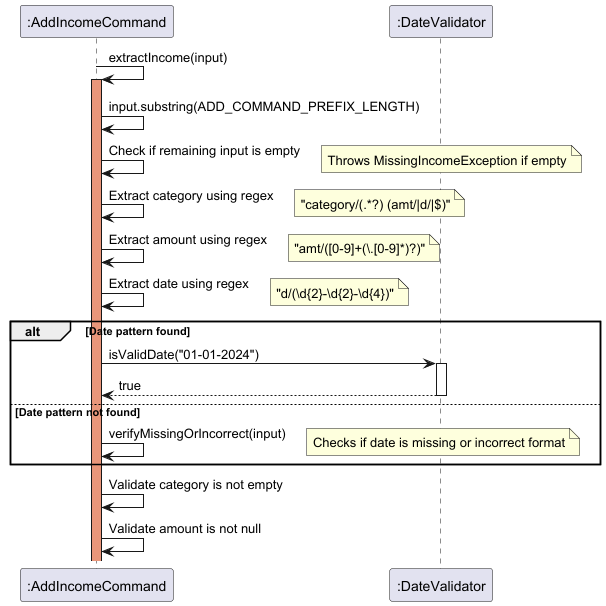 :AddIncomeCommand
:DateValidator
extractIncome(input)
input.substring(ADD_COMMAND_PREFIX_LENGTH)
Check if remaining input is empty
Throws MissingIncomeException if empty
Extract category using regex
"category/(.*?) (amt/|d/|$)"
Extract amount using regex
"amt/([0-9]+(\.[0-9]*)?)"
Extract date using regex
"d/(\d{2}-\d{2}-\d{4})"
alt
[Date pattern found]
isValidDate("01-01-2024")
true
[Date pattern not found]
verifyMissingOrIncorrect(input)
Checks if date is missing or incorrect format
Validate category is not empty
Validate amount is not null
:AddIncomeCommand
:DateValidator